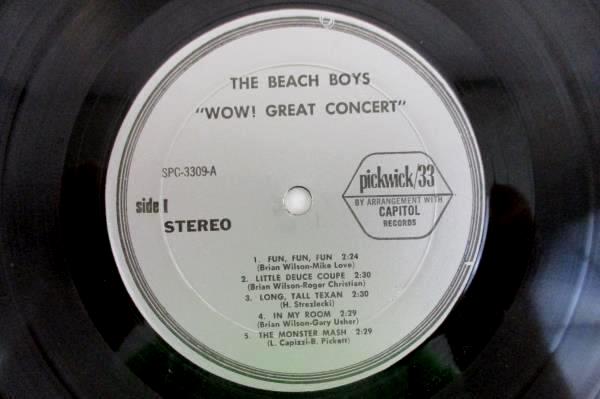 THE BEACH BOYS
"WOW! GREAT CONCERT"
SPC-3309-A
side 1
STEREO
pickwick/33
BY ARRANGEMENT WITH
CAPITOL
RECORDS
1. FUN, FUN, FUN 2:24
(Brian Wilson-Mike Love)
2. LITTLE DEUCE COUPE 2:30
(Brian Wilson-Roger Christian)
3. LONG, TALL TEXAN 2:30
(H. Strezlecki)
4. IN MY ROOM 2:29
(Brian Wilson-Gary Usher)
5. THE MONSTER MASH 2:29
(L. Capizzi-B. Pickett)